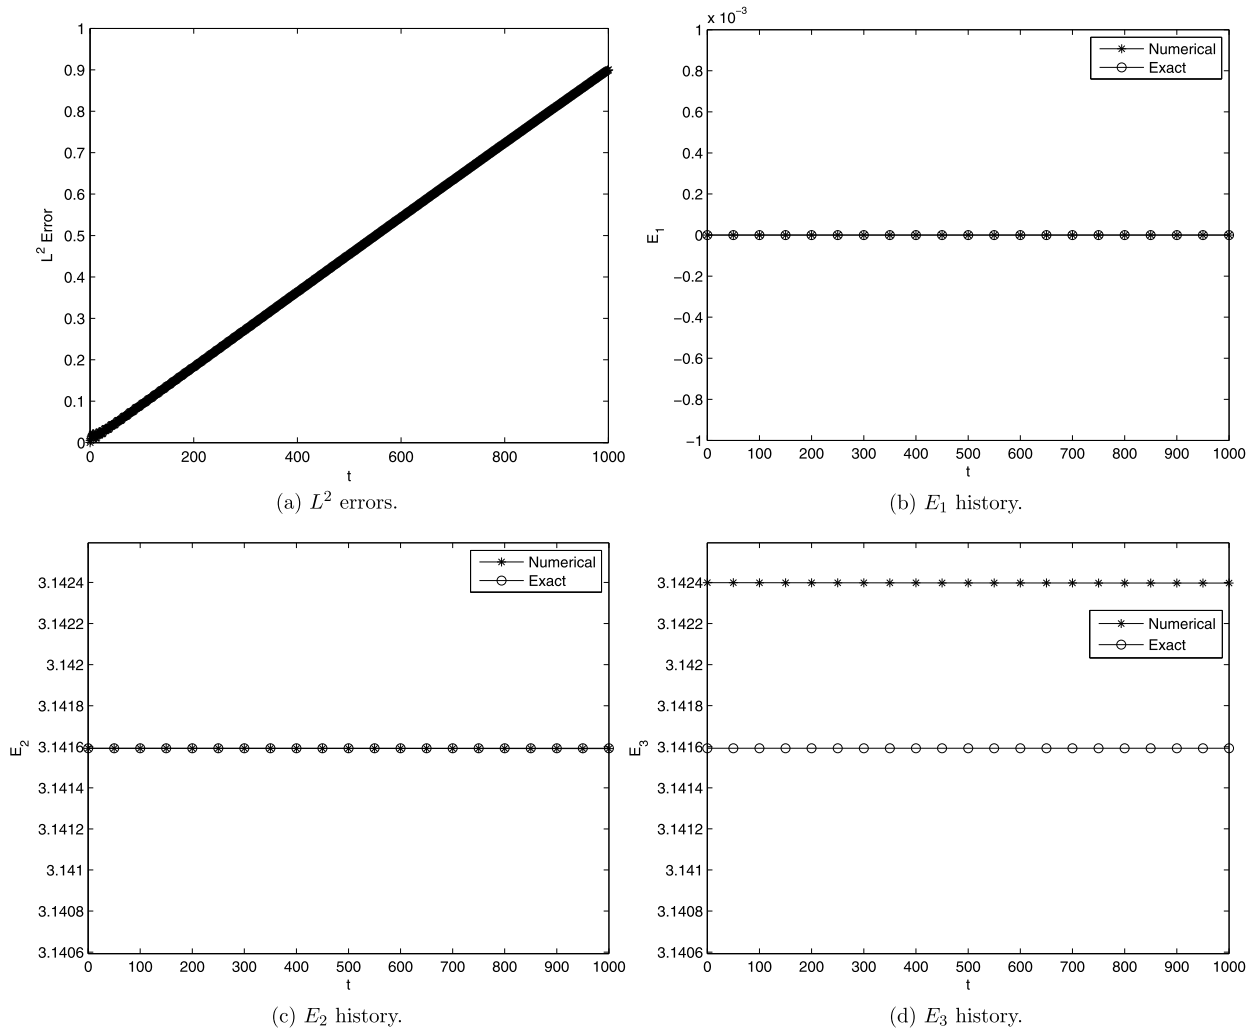 1
0.9
0.8
0.7
0.6
0.5
0.4
0.3
0.2
0.1
0
L² Error
0 200 400 600 800 1000
t
(a) L² errors.
x 10⁻³
1
0.8
0.6
0.4
0.2
0
−0.2
−0.4
−0.6
−0.8
−1
E₁
Numerical
Exact
0 100 200 300 400 500 600 700 800 900 1000
t
(b) E₁ history.
3.1424
3.1422
3.142
3.1418
3.1416
3.1414
3.1412
3.141
3.1408
3.1406
E₂
Numerical
Exact
0 100 200 300 400 500 600 700 800 900 1000
t
(c) E₂ history.
3.1424
3.1422
3.142
3.1418
3.1416
3.1414
3.1412
3.141
3.1408
3.1406
E₃
Numerical
Exact
0 100 200 300 400 500 600 700 800 900 1000
t
(d) E₃ history.